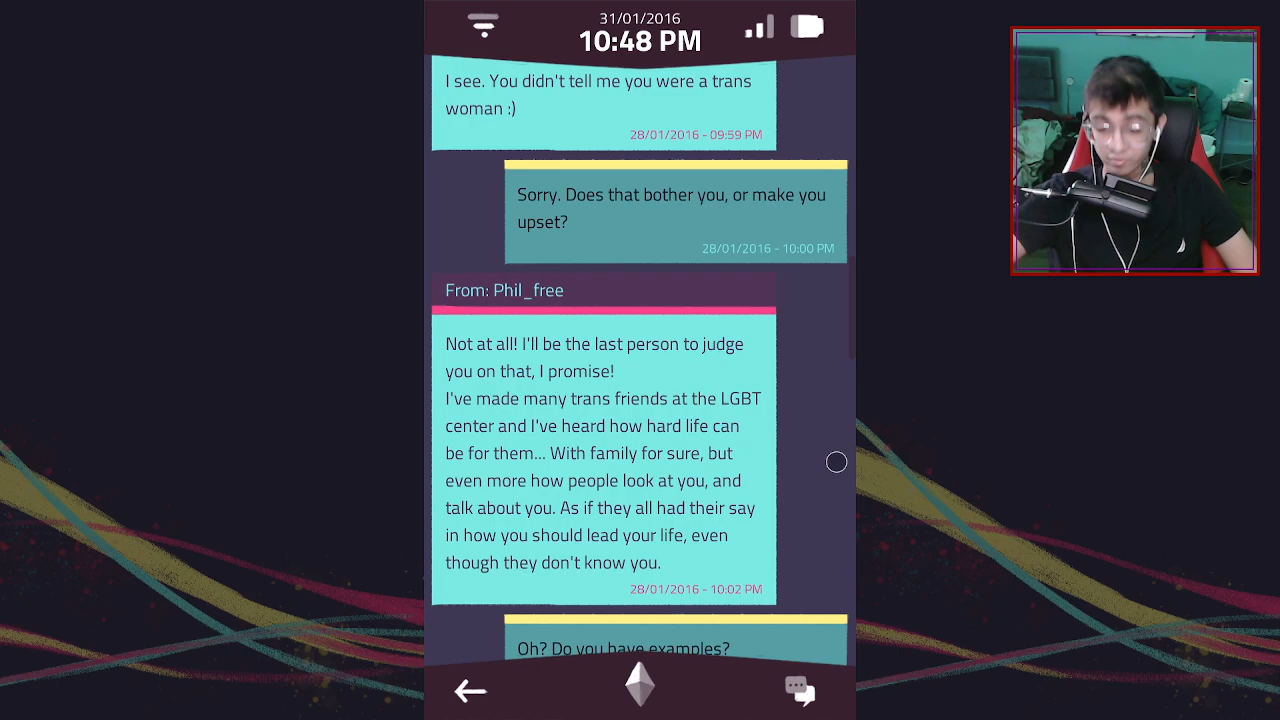 31/01/2016
10:48 PM
I see. You didn't tell me you were a trans
woman :)
28/01/2016 - 09:59 PM
Sorry. Does that bother you, or make you
upset?
28/01/2016 - 10:00 PM
From: Phil_free
Not at all! I'll be the last person to judge
you on that, I promise!
I've made many trans friends at the LGBT
center and I've heard how hard life can
be for them... With family for sure, but
even more how people look at you, and
talk about you. As if they all had their say
in how you should lead your life, even
though they don't know you.
28/01/2016 - 10:02 PM
Oh? Do you have examples?